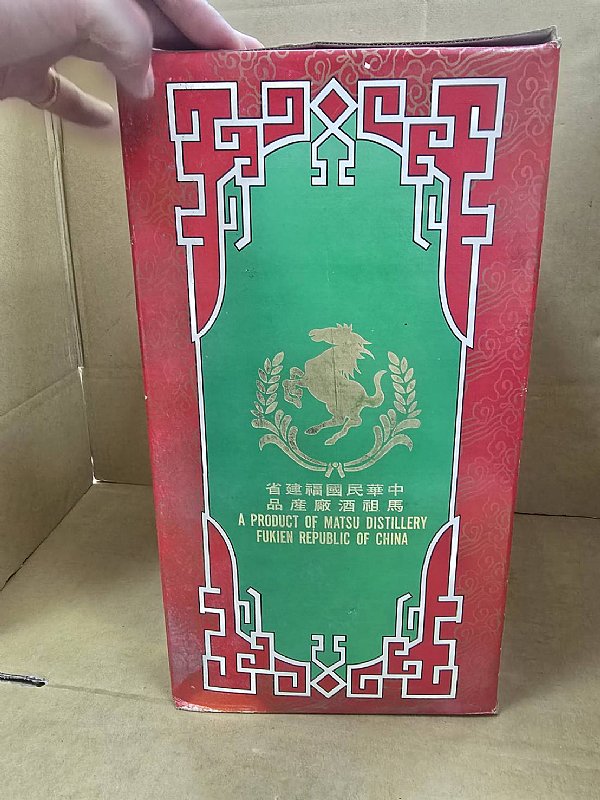 中華民國福建省
馬祖酒廠產品
A PRODUCT OF MATSU DISTILLERY
FUKIEN REPUBLIC OF CHINA